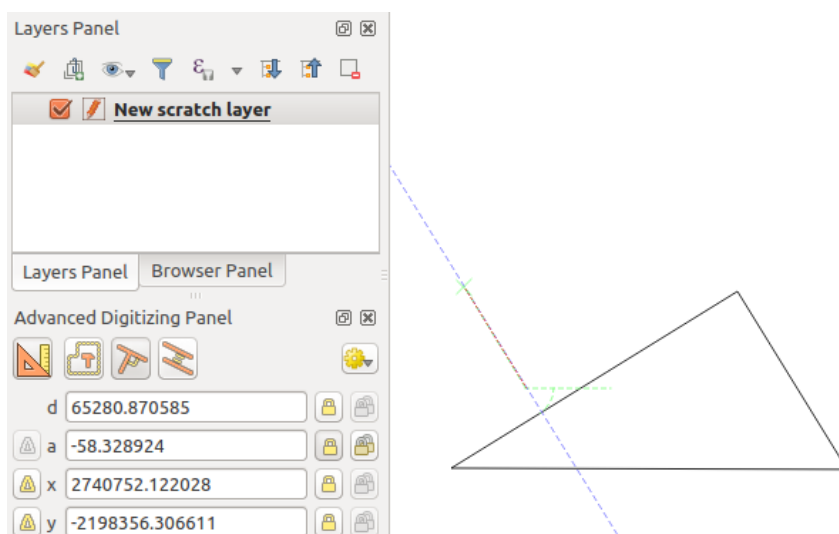 Layers Panel
New scratch layer
Layers Panel Browser Panel
Advanced Digitizing Panel
d 65280.870585
a -58.328924
x 2740752.122028
y -2198356.306611